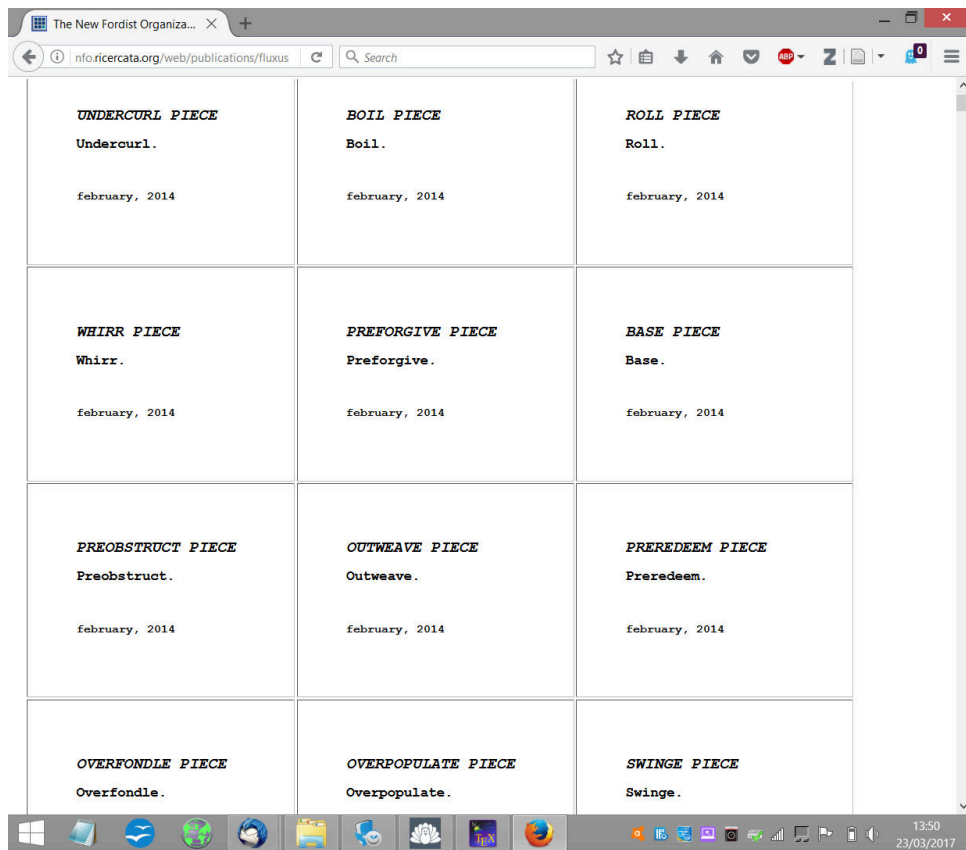 The New Fordist Organiza...
nfo.ricercata.org/web/publications/fluxus
Search
ABP
Z
0
UNDERCURL PIECE
Undercurl.
february, 2014
BOIL PIECE
Boil.
february, 2014
ROLL PIECE
Roll.
february, 2014
WHIRR PIECE
Whirr.
february, 2014
PREFORGIVE PIECE
Preforgive.
february, 2014
BASE PIECE
Base.
february, 2014
PREOBSTRUCT PIECE
Preobstruct.
february, 2014
OUTWEAVE PIECE
Outweave.
february, 2014
PREREDEEM PIECE
Preredeem.
february, 2014
OVERFONDLE PIECE
Overfondle.
OVERPOPULATE PIECE
Overpopulate.
SWINGE PIECE
Swinge.
TEX
13:50
23/03/2017